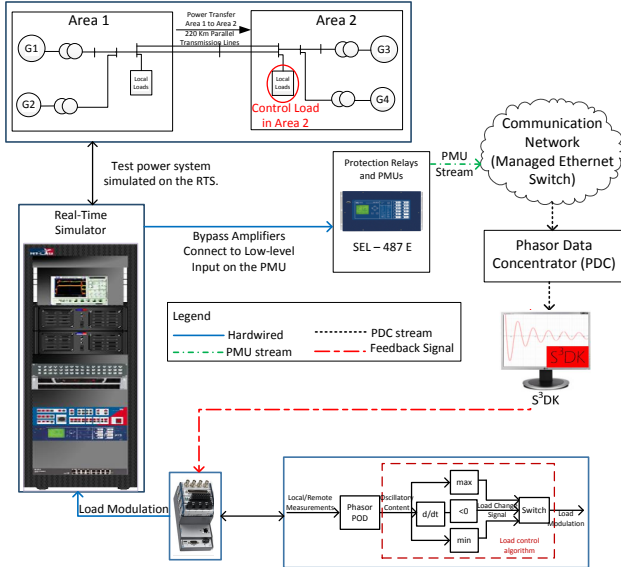 Area 1
Power Transfer
Area 1 to Area 2
220 Km Parallel
Transmission Lines
Area 2
G1
G2
Local
Loads
Local
Loads
G3
G4
Control Load
in Area 2
Test power system
simulated on the RTS.
Real-Time
Simulator
Bypass Amplifiers
Connect to Low-level
Input on the PMU
Protection Relays
and PMUs
SEL – 487 E
PMU
Stream
Communication
Network
(Managed Ethernet
Switch)
Phasor Data
Concentrator (PDC)
Legend
Hardwired
PDC stream
PMU stream
Feedback Signal
S³DK
S³DK
Load Modulation
Local/Remote
Measurements
Phasor
POD
Oscillatory
Content
max
d/dt
<0
min
Load Change
Signal
Switch
Load
Modulation
Load control
algorithm